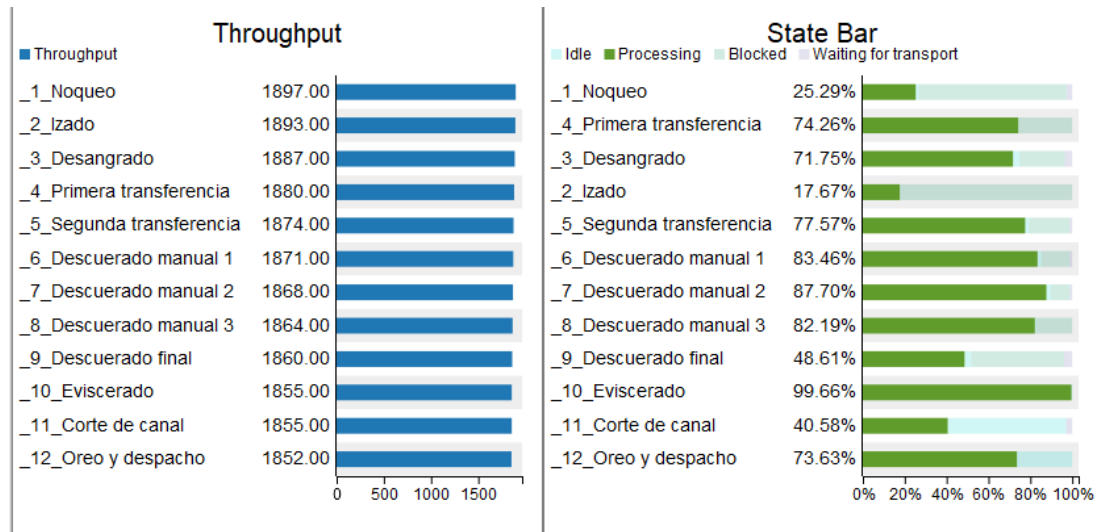 Throughput
Throughput
_1_Noqueo 1897.00
_2_Izado 1893.00
_3_Desangrado 1887.00
_4_Primera transferencia 1880.00
_5_Segunda transferencia 1874.00
_6_Descuerado manual 1 1871.00
_7_Descuerado manual 2 1868.00
_8_Descuerado manual 3 1864.00
_9_Descuerado final 1860.00
_10_Eviscerado 1855.00
_11_Corte de canal 1855.00
_12_Oreo y despacho 1852.00
0 500 1000 1500
State Bar
Idle Processing Blocked Waiting for transport
_1_Noqueo 25.29%
_4_Primera transferencia 74.26%
_3_Desangrado 71.75%
_2_Izado 17.67%
_5_Segunda transferencia 77.57%
_6_Descuerado manual 1 83.46%
_7_Descuerado manual 2 87.70%
_8_Descuerado manual 3 82.19%
_9_Descuerado final 48.61%
_10_Eviscerado 99.66%
_11_Corte de canal 40.58%
_12_Oreo y despacho 73.63%
0% 20% 40% 60% 80% 100%